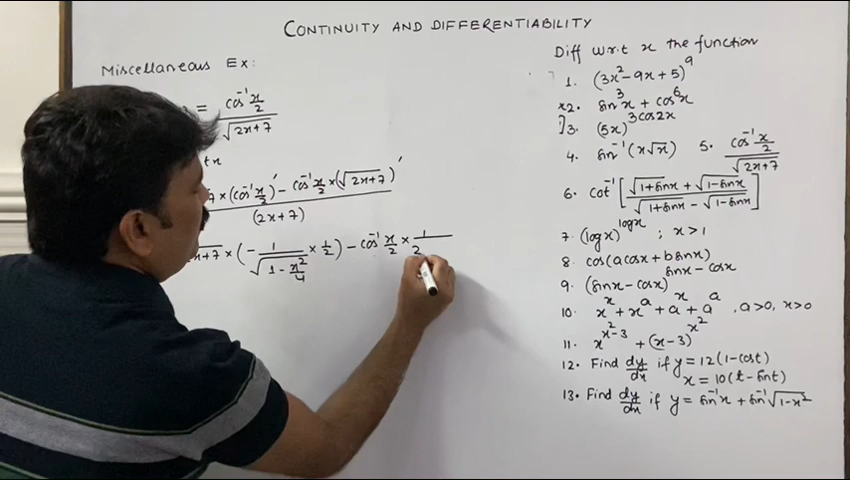 CONTINUITY AND DIFFERENTIABILITY
Miscellaneous Ex:
= cos⁻¹ x/2 / √(2x+7)
× (cos⁻¹ x/2)′ − cos⁻¹ x/2 × (√(2x+7))′
(2x+7)
x+7 × (− 1/√(1 − x²/4) × 1/2) − cos⁻¹ x/2 × 1/2
Diff w.r.t x the function
1. (3x²−9x+5)⁹
2. sin³x + cos⁶x
3. (5x)^(3cos2x)
4. sin⁻¹(x√x) 5. cos⁻¹ x/2 / √(2x+7)
6. cot⁻¹[(√(1+sinx) + √(1−sinx)) / (√(1+sinx) − √(1−sinx))]
7. (logx)^(logx) ; x>1
8. cos(a cosx + b sinx)
9. (sinx − cosx)^(sinx − cosx)
10. x^x + x^a + a^x + a^a , a>0, x>0
11. x^(x²−3) + (x−3)^(x²)
12. Find dy/dx if y = 12(1−cost)
x = 10(t−sint)
13. Find dy/dx if y = sin⁻¹x + sin⁻¹√(1−x²)